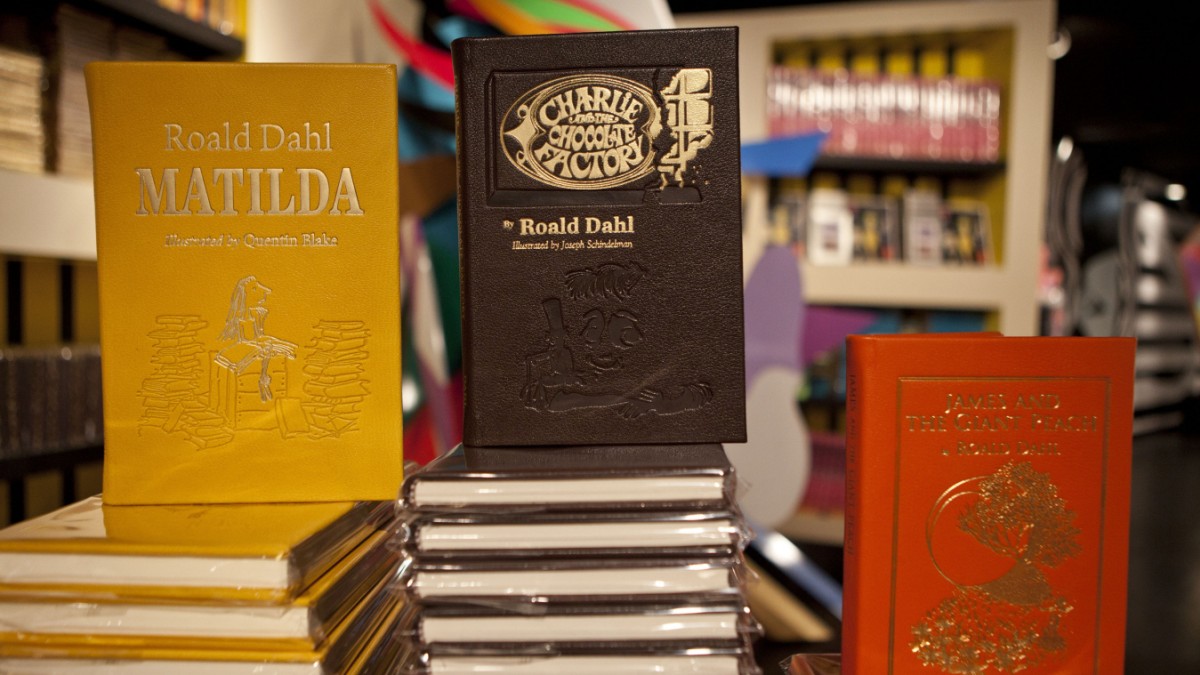 Roald Dahl
MATILDA
Illustrated by Quentin Blake
CHARLIE
AND THE
CHOCOLATE
FACTORY
By Roald Dahl
Illustrated by Joseph Schindelman
JAMES AND
THE GIANT PEACH
ROALD DAHL